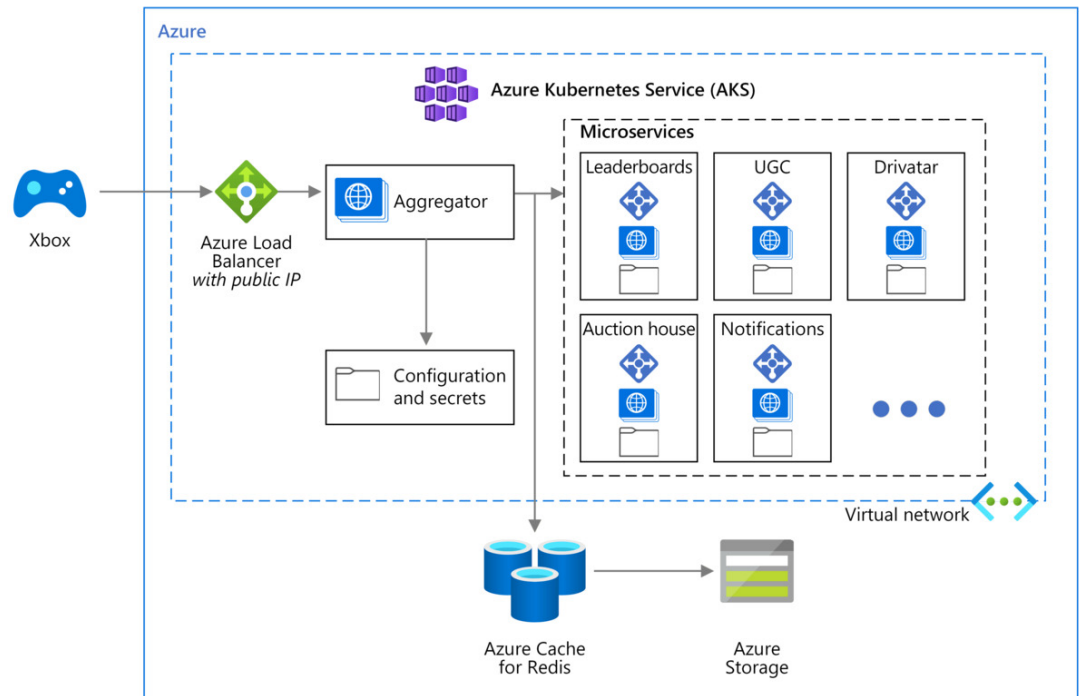 Azure
Azure Kubernetes Service (AKS)
Microservices
Leaderboards
UGC
Drivatar
Xbox
Azure Load
Balancer
with public IP
Aggregator
Configuration
and secrets
Auction house
Notifications
Virtual network
Azure Cache
for Redis
Azure
Storage